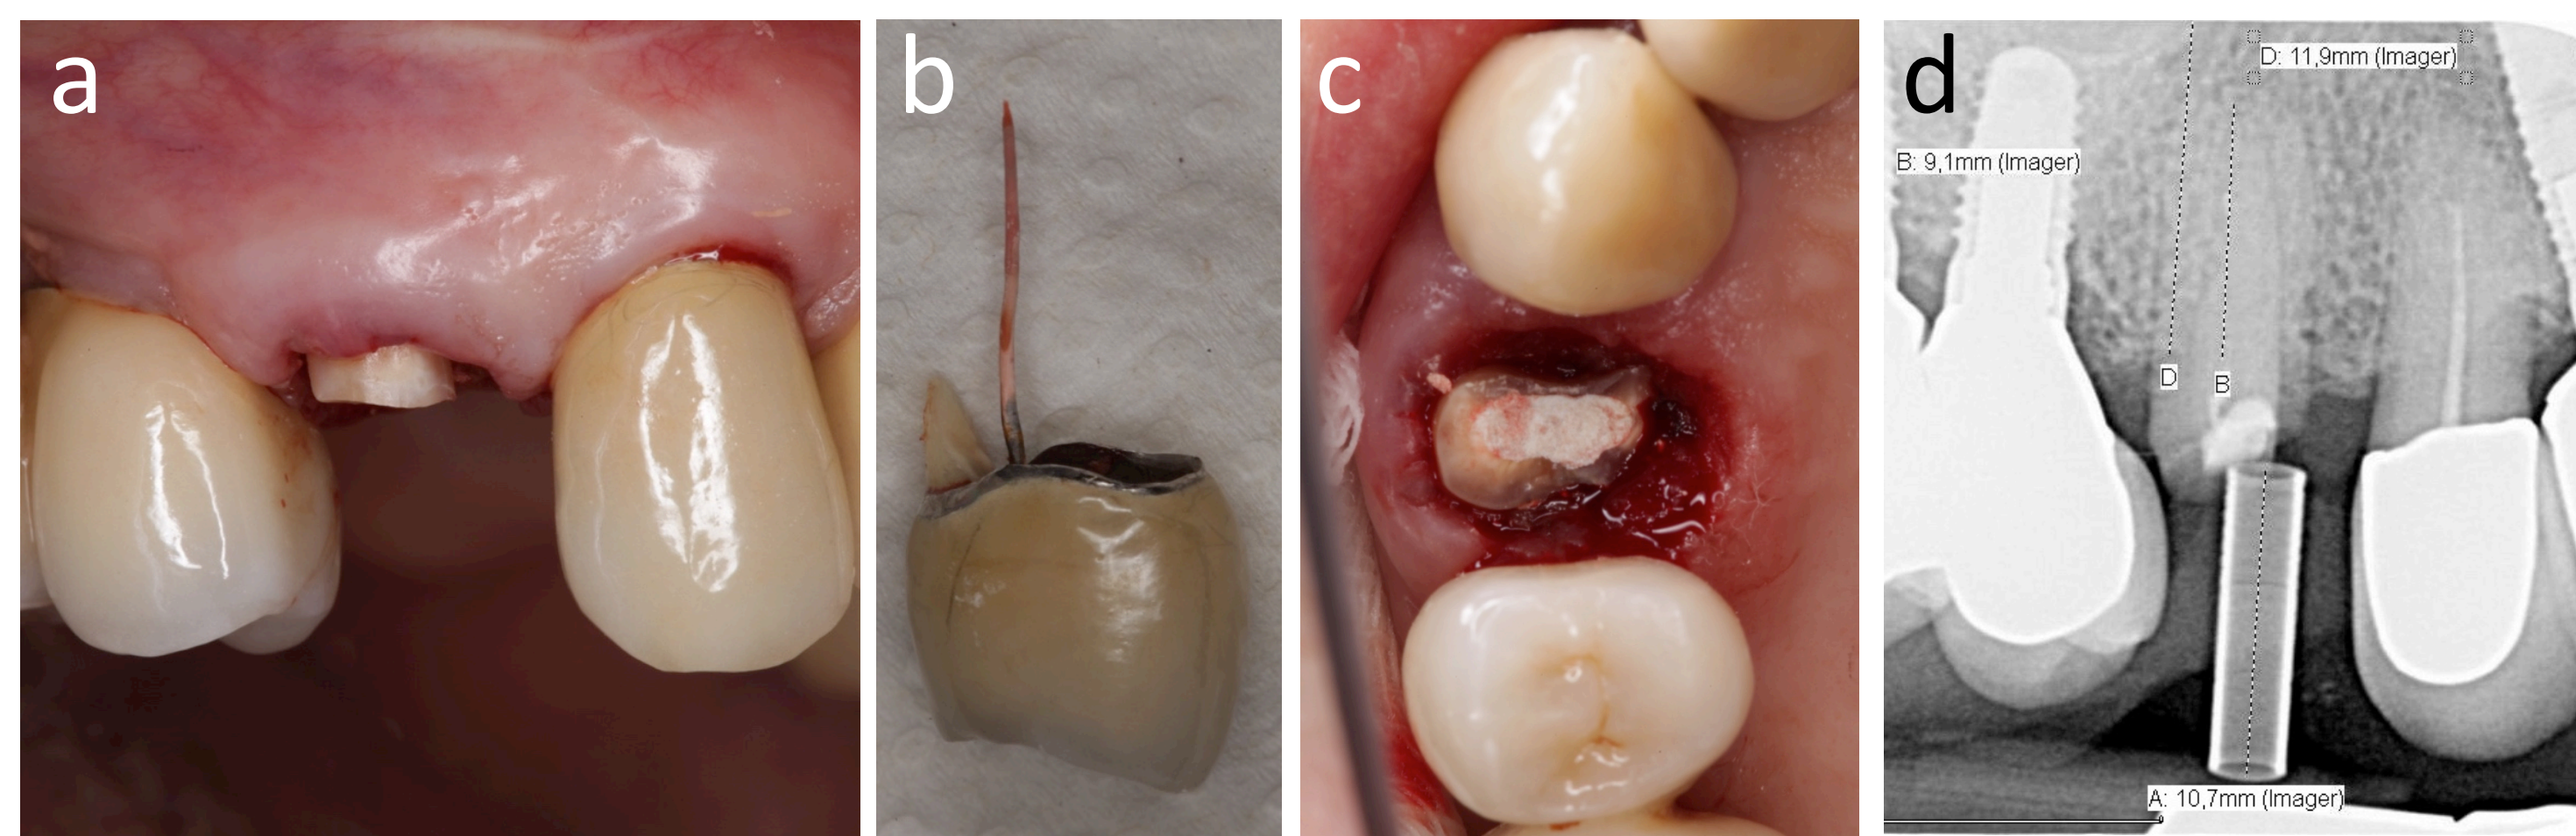 a
b
c
d
D: 11,9mm (Imager)
B: 9,1mm (Imager)
D
B
A: 10,7mm (Imager)